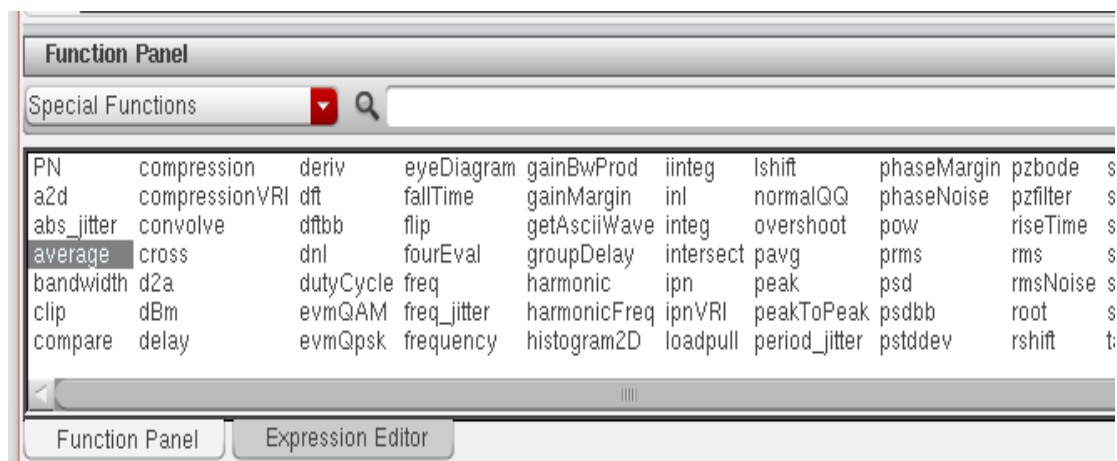 Function Panel
Special Functions
PN compression deriv eyeDiagram gainBwProd iinteg lshift phaseMargin pzbode
a2d compressionVRI dft fallTime gainMargin inl normalQQ phaseNoise pzfilter
abs_jitter convolve dftbb flip getAsciiWave integ overshoot pow riseTime
average cross dnl fourEval groupDelay intersect pavg prms rms
bandwidth d2a dutyCycle freq harmonic ipn peak psd rmsNoise
clip dBm evmQAM freq_jitter harmonicFreq ipnVRI peakToPeak psdbb root
compare delay evmQpsk frequency histogram2D loadpull period_jitter pstddev rshift
Function Panel Expression Editor